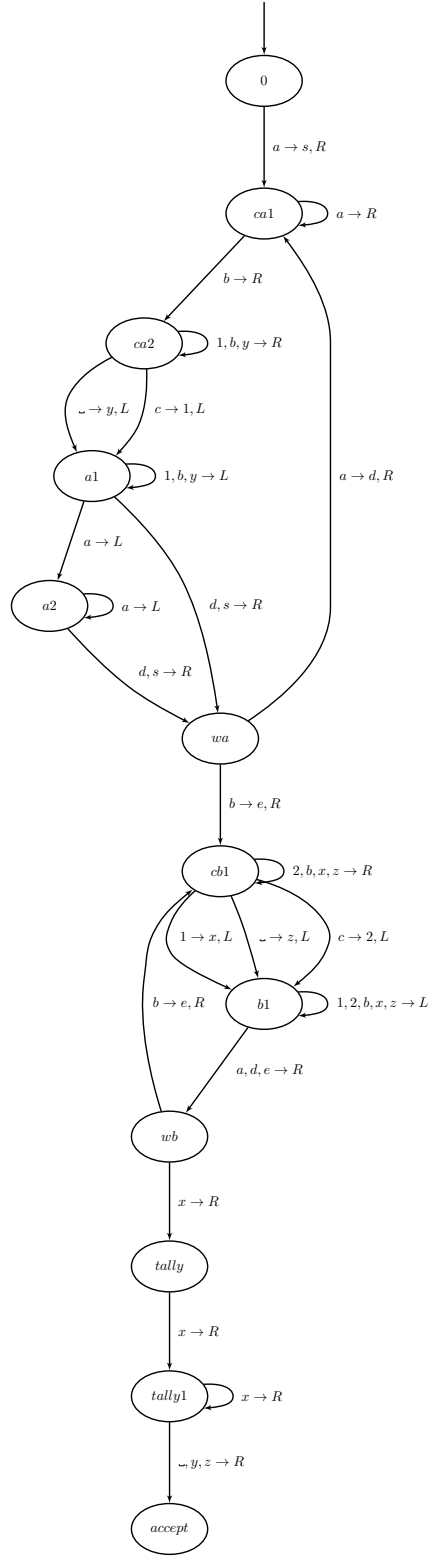 0
a → s, R
ca1
a → R
b → R
ca2
1, b, y → R
␣ → y, L
c → 1, L
a1
1, b, y → L
a → L
a2
a → L
d, s → R
d, s → R
a → d, R
wa
b → e, R
cb1
2, b, x, z → R
1 → x, L
␣ → z, L
c → 2, L
b → e, R
b1
1, 2, b, x, z → L
a, d, e → R
wb
x → R
tally
x → R
tally1
x → R
␣, y, z → R
accept